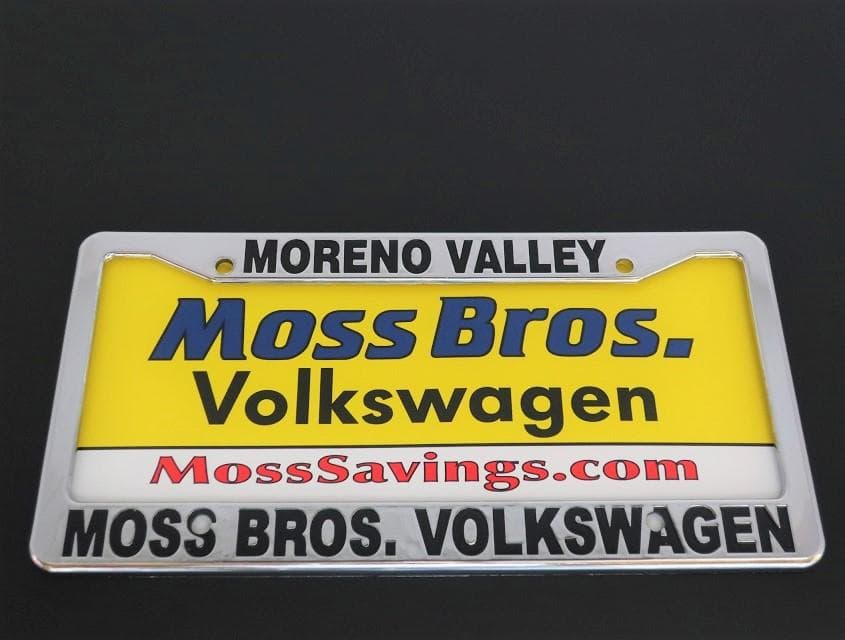 MORENO VALLEY
Moss Bros.
Volkswagen
MossSavings.com
MOSS BROS. VOLKSWAGEN